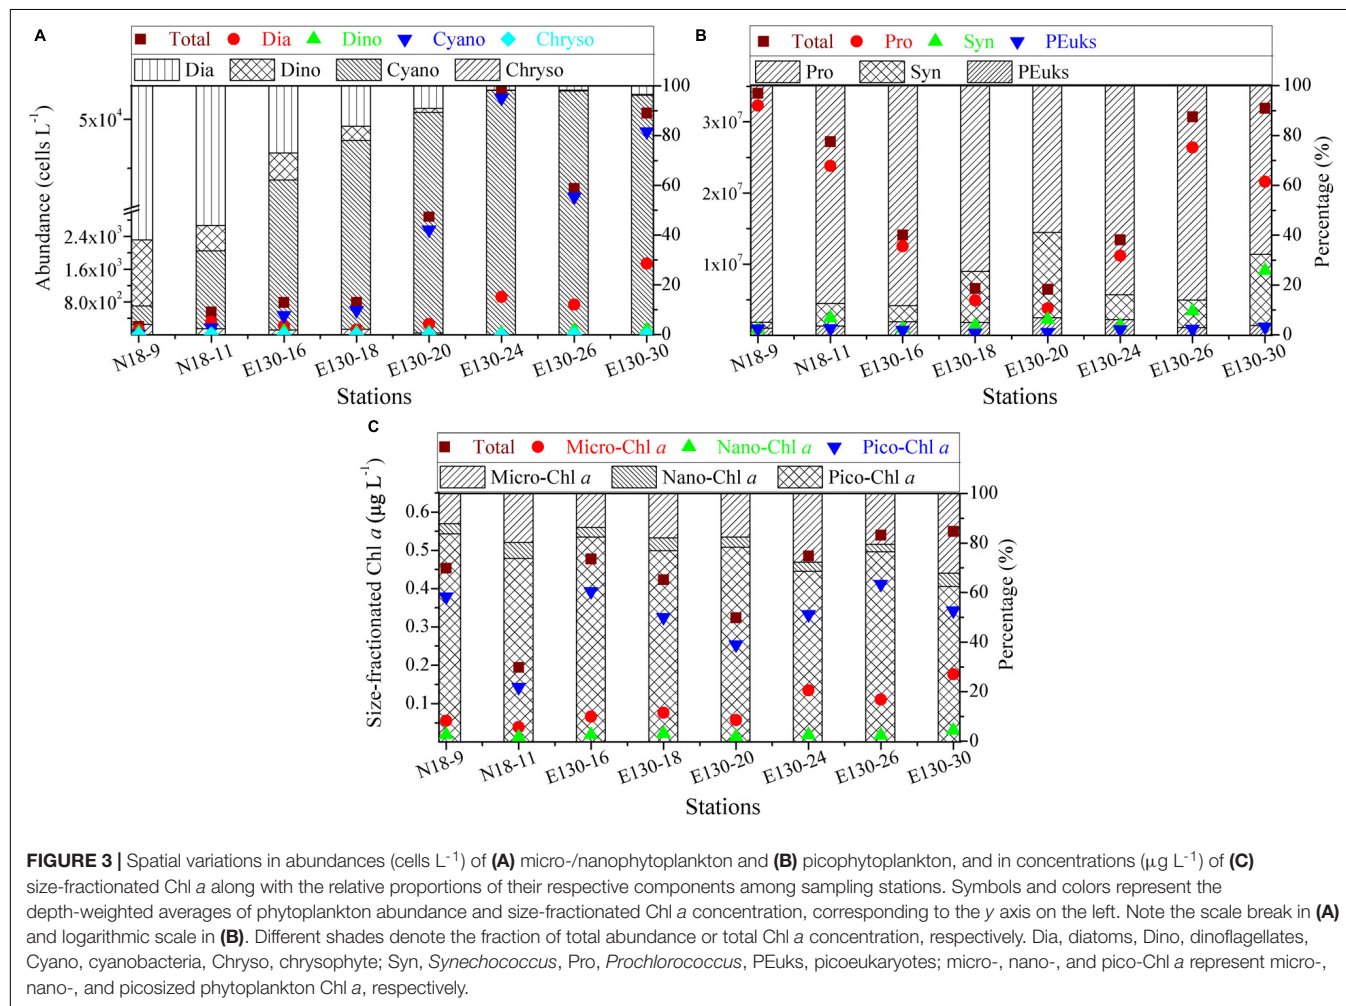 A
Total Dia Dino Cyano Chryso
Dia Dino Cyano Chryso
5x10⁴
2.4x10³
1.6x10³
8.0x10²
Abundance (cells L⁻¹)
100
80
60
40
20
0
N18-9 N18-11 E130-16 E130-18 E130-20 E130-24 E130-26 E130-30
Stations
B
Total Pro Syn PEuks
Pro Syn PEuks
3x10⁷
2x10⁷
1x10⁷
100
80
60
40
20
0
Percentage (%)
N18-9 N18-11 E130-16 E130-18 E130-20 E130-24 E130-26 E130-30
Stations
C
Total Micro-Chl a Nano-Chl a Pico-Chl a
Micro-Chl a Nano-Chl a Pico-Chl a
0.6
0.5
0.4
0.3
0.2
0.1
Size-fractionated Chl a (μg L⁻¹)
100
80
60
40
20
0
Percentage (%)
N18-9 N18-11 E130-16 E130-18 E130-20 E130-24 E130-26 E130-30
Stations
FIGURE 3 | Spatial variations in abundances (cells L⁻¹) of (A) micro-/nanophytoplankton and (B) picophytoplankton, and in concentrations (μg L⁻¹) of (C)
size-fractionated Chl a along with the relative proportions of their respective components among sampling stations. Symbols and colors represent the
depth-weighted averages of phytoplankton abundance and size-fractionated Chl a concentration, corresponding to the y axis on the left. Note the scale break in (A)
and logarithmic scale in (B). Different shades denote the fraction of total abundance or total Chl a concentration, respectively. Dia, diatoms, Dino, dinoflagellates,
Cyano, cyanobacteria, Chryso, chrysophyte; Syn, Synechococcus, Pro, Prochlorococcus, PEuks, picoeukaryotes; micro-, nano-, and pico-Chl a represent micro-,
nano-, and picosized phytoplankton Chl a, respectively.